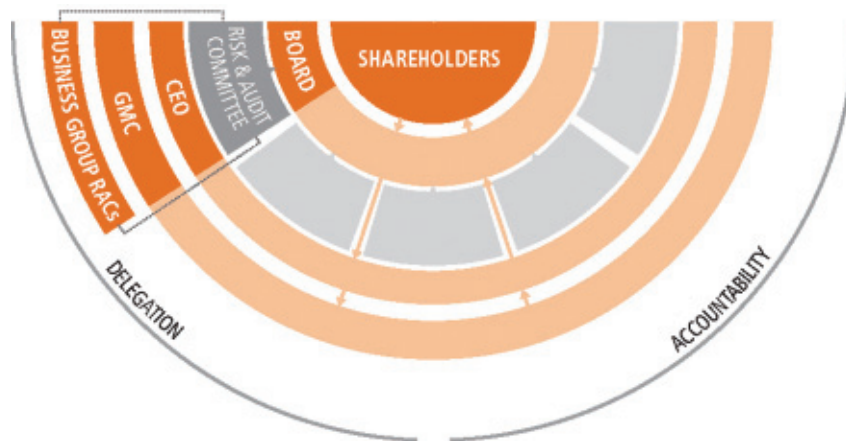 BUSINESS GROUP RACs
GMC
CEO
RISK & AUDIT
COMMITTEE
BOARD
SHAREHOLDERS
DELEGATION
ACCOUNTABILITY